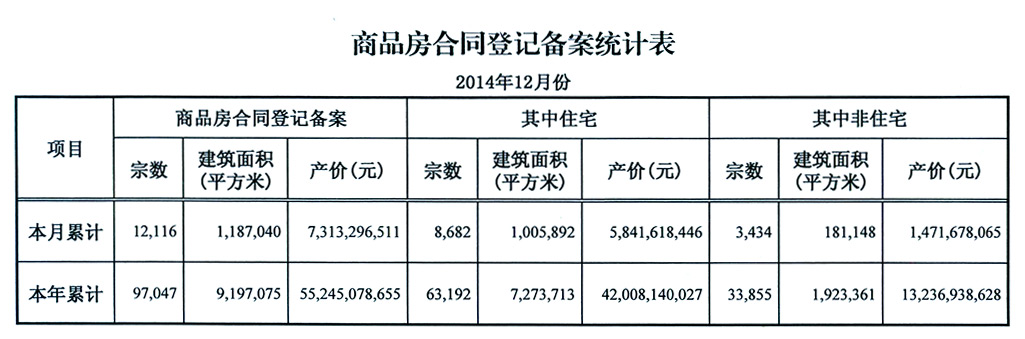 商品房合同登记备案统计表
2014年12月份
项目 商品房合同登记备案 其中住宅 其中非住宅
宗数 建筑面积(平方米) 产价(元) 宗数 建筑面积(平方米) 产价(元) 宗数 建筑面积(平方米) 产价(元)
本月累计 12,116 1,187,040 7,313,296,511 8,682 1,005,892 5,841,618,446 3,434 181,148 1,471,678,065
本年累计 97,047 9,197,075 55,245,078,655 63,192 7,273,713 42,008,140,027 33,855 1,923,361 13,236,938,628